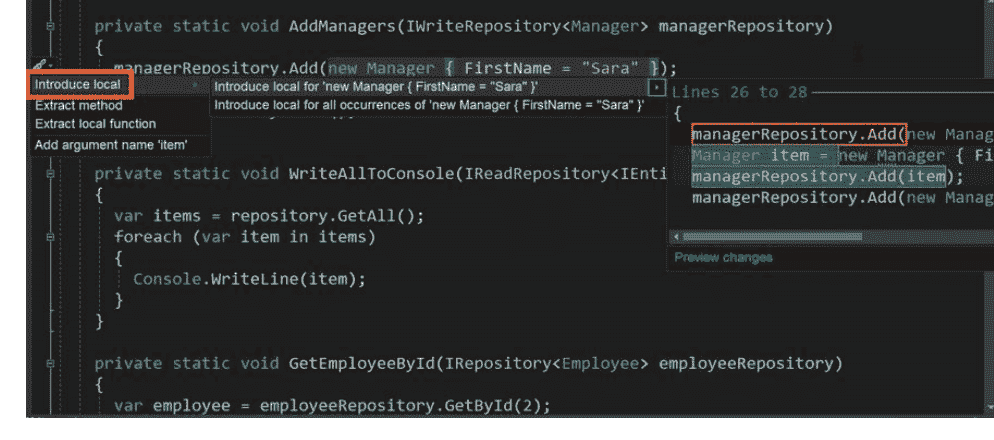 private static void AddManagers(IWriteRepository<Manager> managerRepository)
{
managerRepository.Add(new Manager { FirstName = "Sara" });
Introduce local
Introduce local for 'new Manager { FirstName = "Sara" }'
Introduce local for all occurrences of 'new Manager { FirstName = "Sara" }'
Extract method
Extract local function
Add argument name 'item'
Lines 26 to 28
{
managerRepository.Add(new Manag
Manager item = new Manager { Fi
managerRepository.Add(item);
managerRepository.Add(new Manag
Preview changes
private static void WriteAllToConsole(IReadRepository<IEnti
{
var items = repository.GetAll();
foreach (var item in items)
{
Console.WriteLine(item);
}
}
private static void GetEmployeeById(IRepository<Employee> employeeRepository)
{
var employee = employeeRepository.GetById(2);